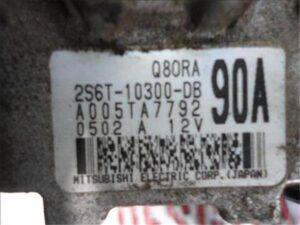 Q80RA
2S6T-10300-DB 90A
A005TA7792
0502 A 12V
MITSUBISHI ELECTRIC CORP.(JAPAN)